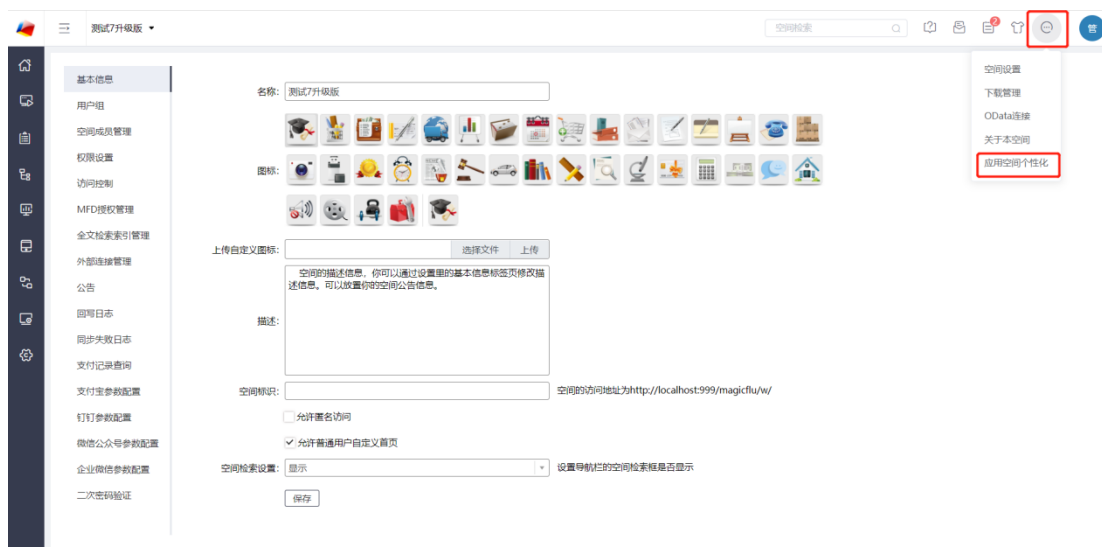 测试7升级版
空间检索
2
管
空间设置
下载管理
OData连接
关于本空间
应用空间个性化
基本信息
用户组
空间成员管理
权限设置
访问控制
MFD授权管理
全文检索索引管理
外部连接管理
公告
回写日志
同步失败日志
支付记录查询
支付宝参数配置
钉钉参数配置
微信公众号参数配置
企业微信参数配置
二次密码验证
名称: 测试7升级版
图标:
上传自定义图标: 选择文件 上传
描述:
空间的描述信息，你可以通过设置里的基本信息标签页修改描
述信息。可以放置你的空间公告信息。
空间标识: 空间的访问地址为http://localhost:999/magicflu/w/
允许匿名访问
允许普通用户自定义首页
空间检索设置: 显示 设置导航栏的空间检索框是否显示
保存